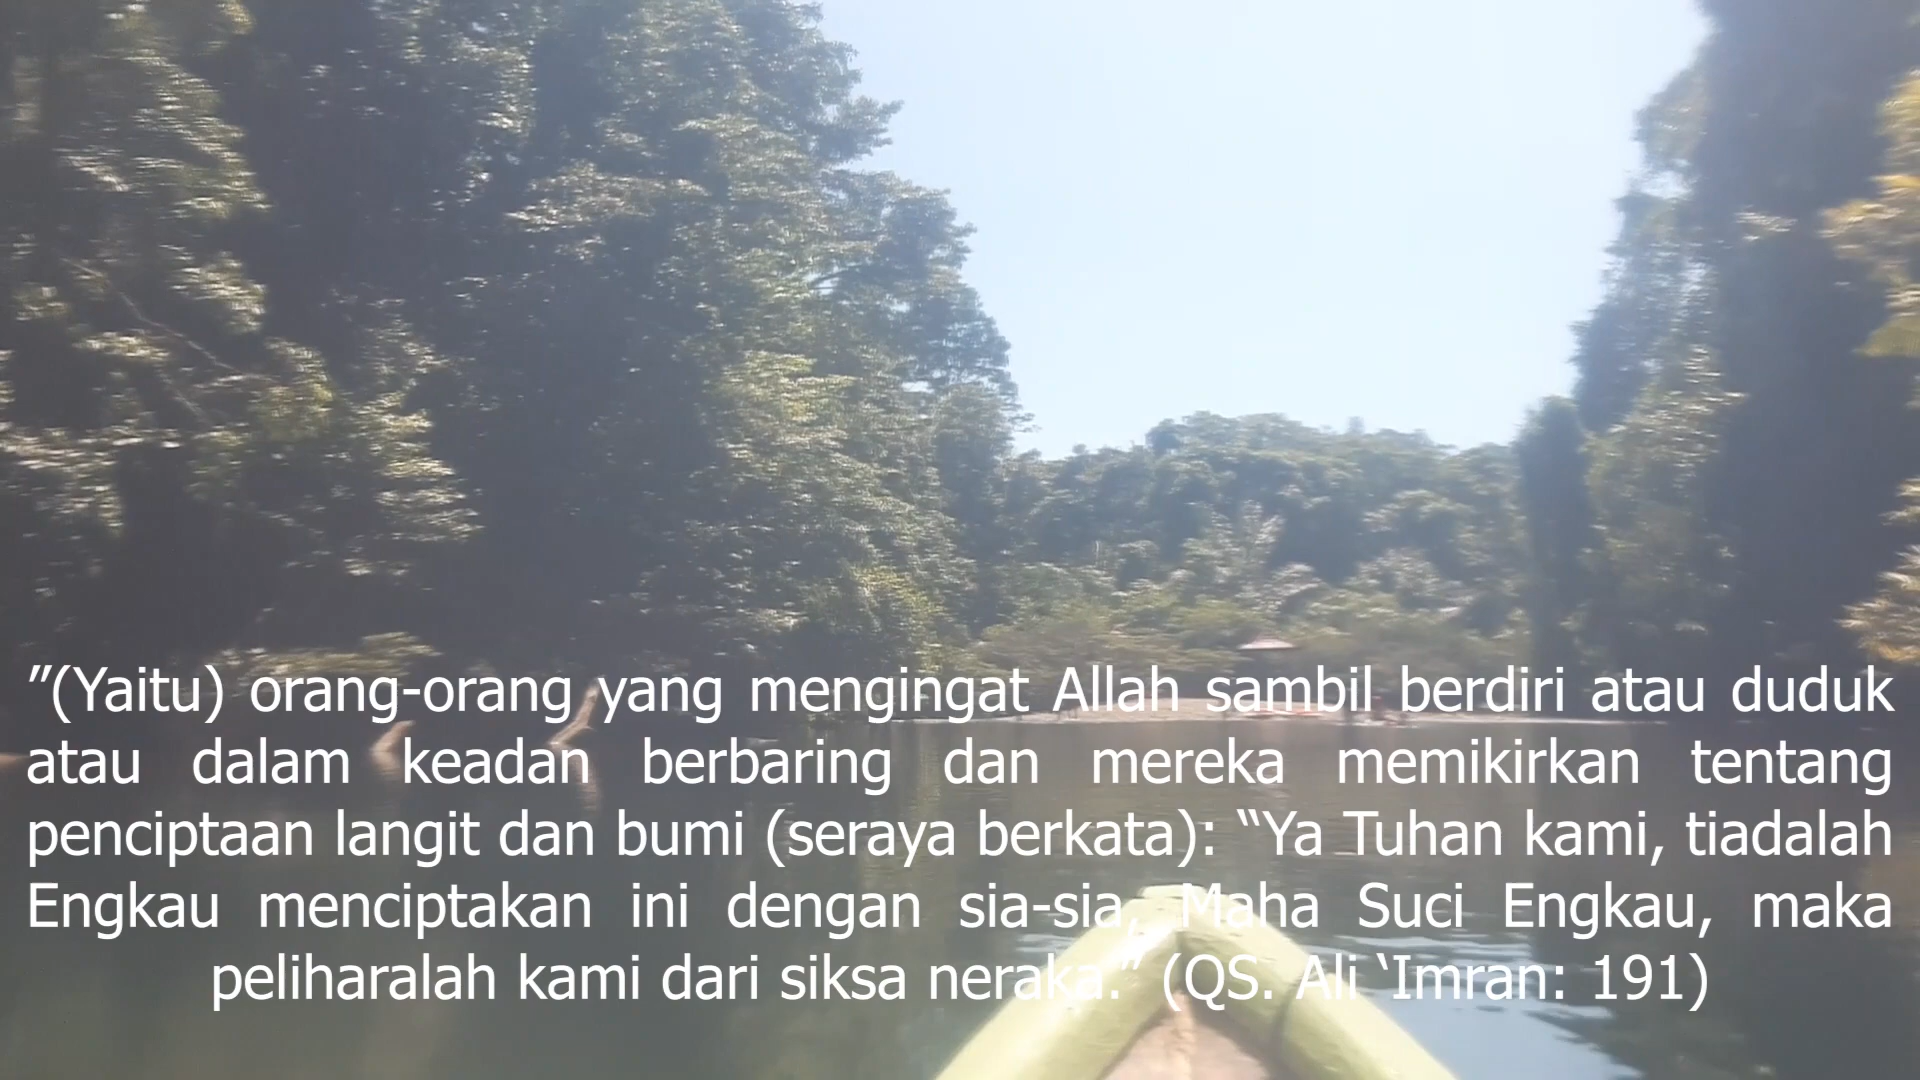 ”(Yaitu) orang-orang yang mengingat Allah sambil berdiri atau duduk
atau dalam keadan berbaring dan mereka memikirkan tentang
penciptaan langit dan bumi (seraya berkata): “Ya Tuhan kami, tiadalah
Engkau menciptakan ini dengan sia-sia, Maha Suci Engkau, maka
peliharalah kami dari siksa neraka.” (QS. Ali ‘Imran: 191)